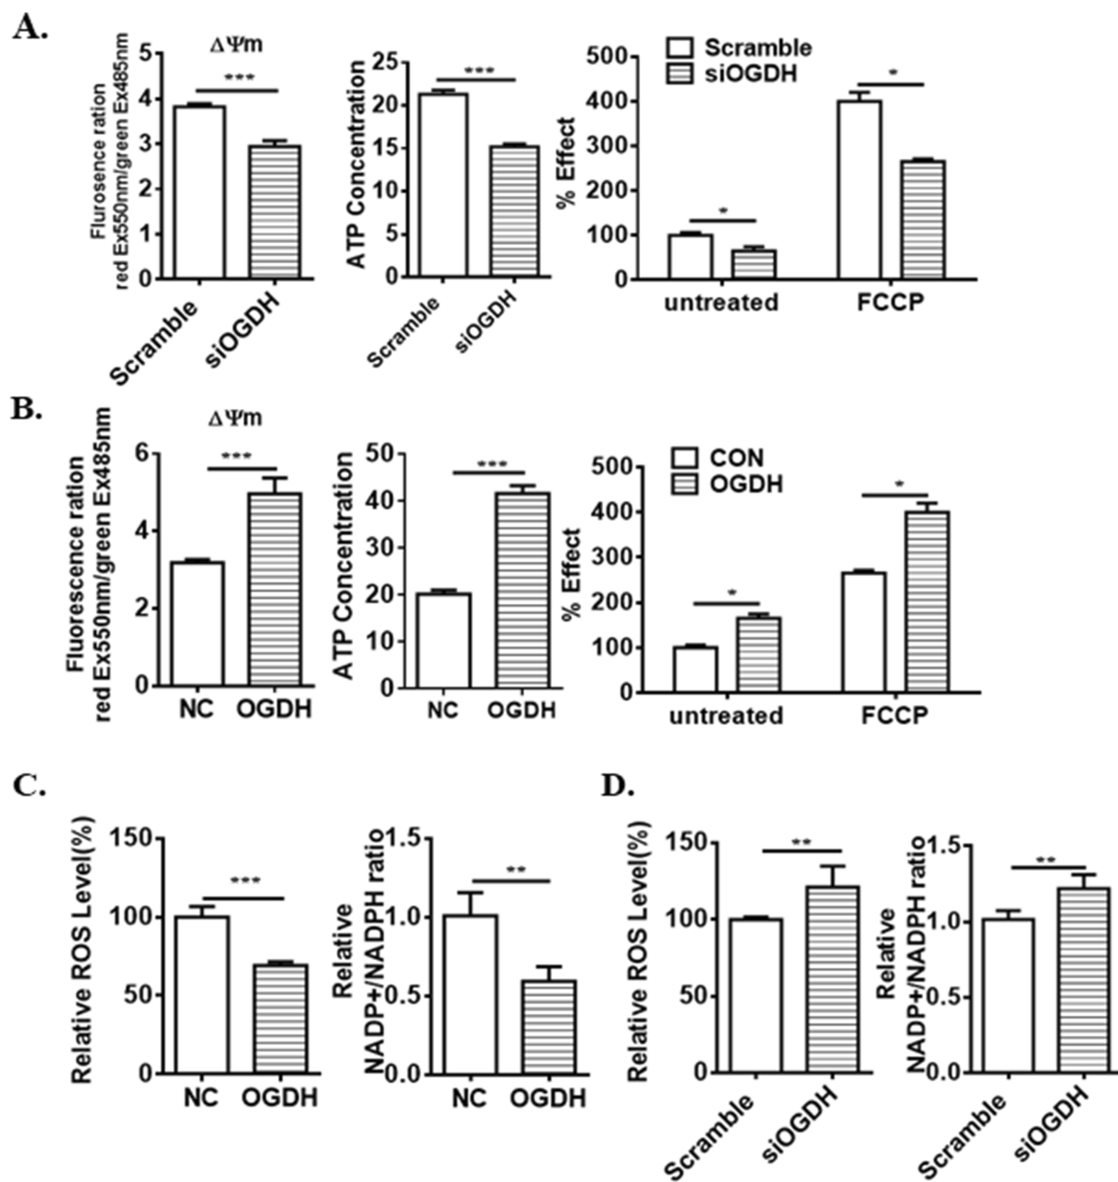 A.
ΔΨm
Flurosence ration
red Ex550nm/green Ex485nm
5
4
3
2
1
0
***
Scramble
siOGDH
ATP Concentration
25
20
15
10
5
0
***
Scramble
siOGDH
% Effect
500
400
300
200
100
0
Scramble
siOGDH
*
*
untreated
FCCP
B.
ΔΨm
Fluorescence ration
red Ex550nm/green Ex485nm
6
4
2
0
***
NC OGDH
ATP Concentration
50
40
30
20
10
0
***
NC OGDH
% Effect
500
400
300
200
100
0
CON
OGDH
*
*
untreated
FCCP
C.
Relative ROS Level(%)
150
100
50
0
***
NC OGDH
Relative
NADP+/NADPH ratio
1.5
1.0
0.5
0.0
**
NC OGDH
D.
Relative ROS Level(%)
150
100
50
0
**
Scramble
siOGDH
Relative
NADP+/NADPH ratio
1.5
1.0
0.5
0.0
**
Scramble
siOGDH